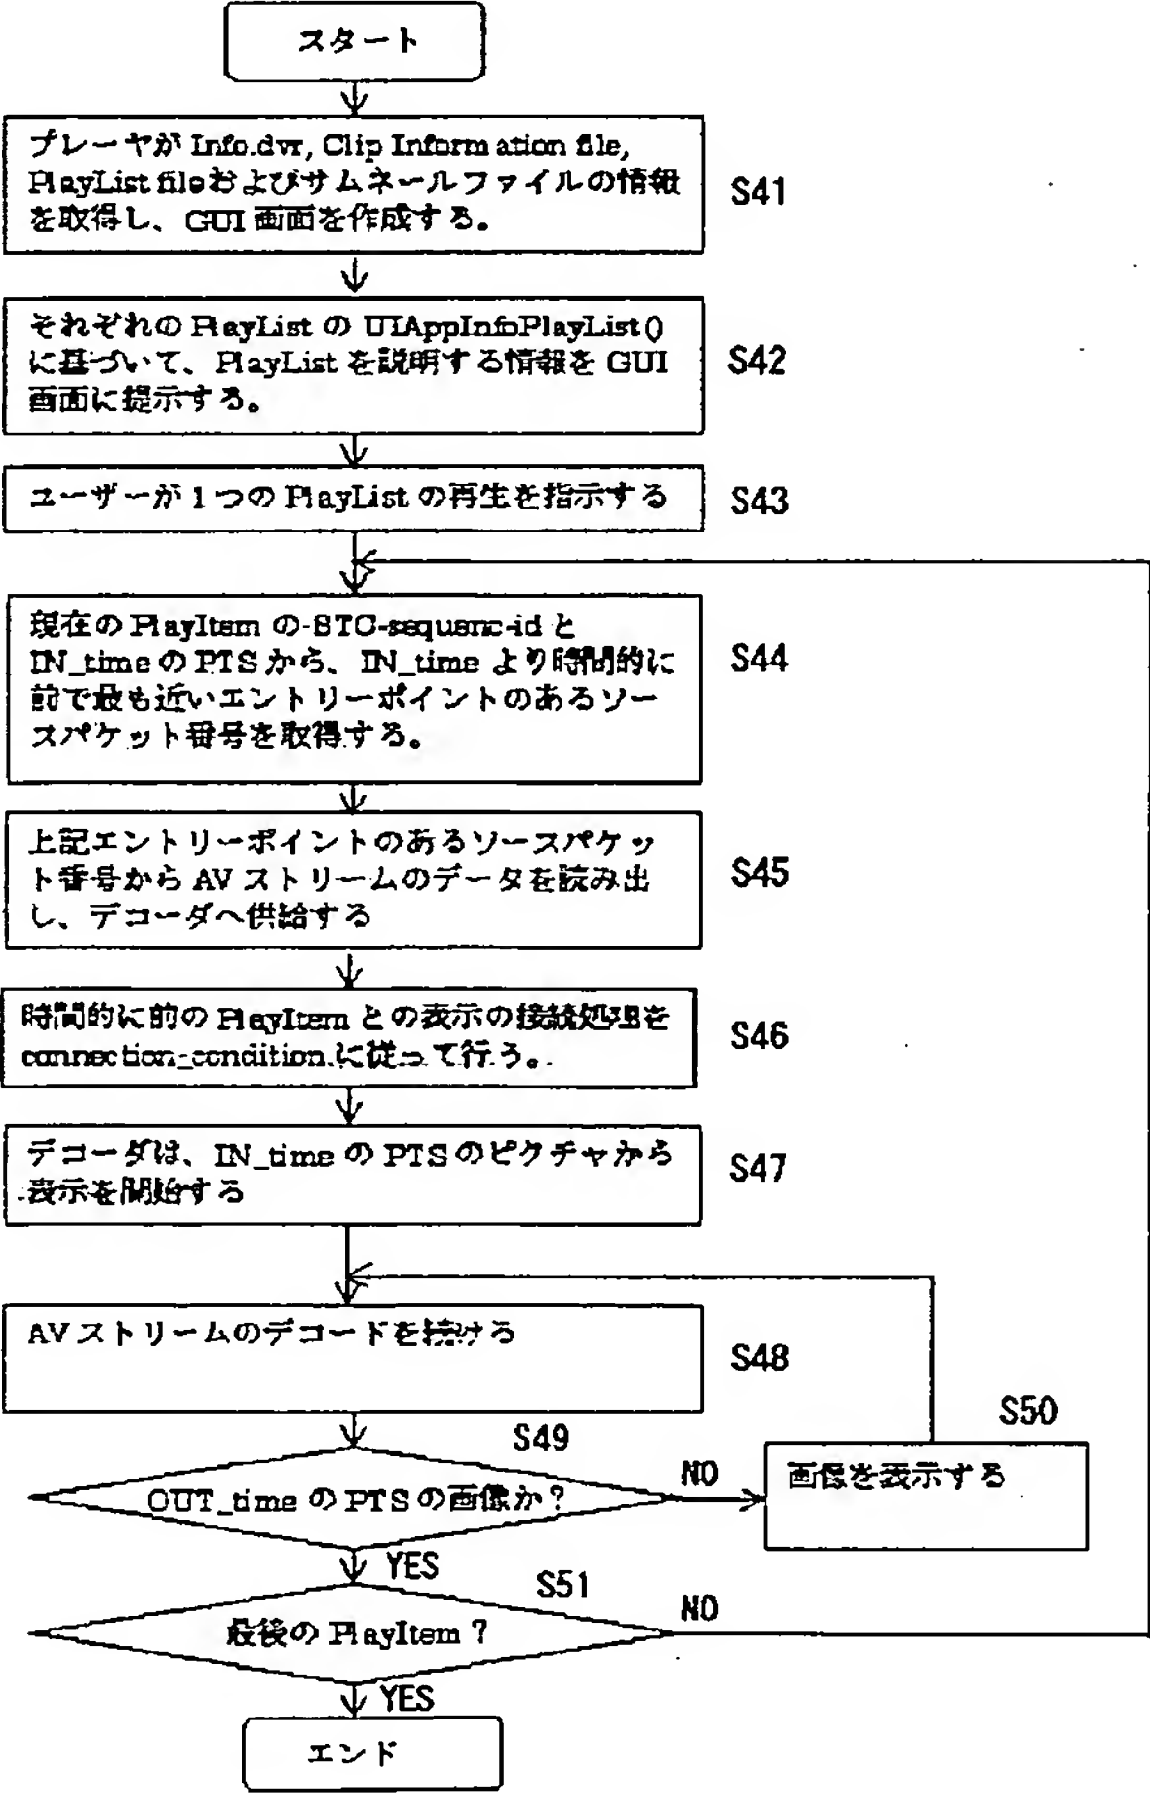 スタート
プレーヤが Info.dvr, Clip Information file,
PlayList fileおよびサムネールファイルの情報
を取得し、GUI 画面を作成する。
S41
それぞれの PlayList の UIAppInfoPlayList()
に基づいて、PlayList を説明する情報を GUI
画面に提示する。
S42
ユーザーが 1 つの PlayList の再生を指示する
S43
現在の PlayItem の-STC-sequenc-id と
IN_time の PTS から、IN_time より時間的に
前で最も近いエントリーポイントのあるソー
スパケット番号を取得する。
S44
上記エントリーポイントのあるソースパケッ
ト番号から AV ストリームのデータを読み出
し、デコーダへ供給する
S45
時間的に前の PlayItem との表示の接続処理を
connection_condition に従って行う。
S46
デコーダは、IN_time の PTS のピクチャから
表示を開始する
S47
AV ストリームのデコードを続ける
S48
S49
OUT_time の PTS の画像か？
NO
S50
画像を表示する
YES
S51
最後の PlayItem？
NO
YES
エンド